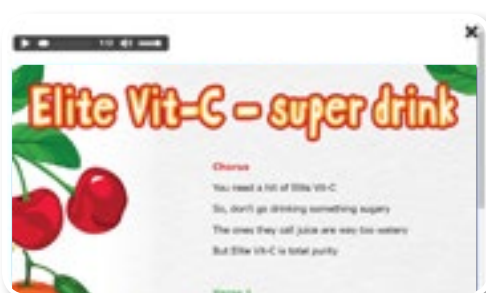 Elite Vit-C – super drink
Chorus
You need a hit of Elite Vit-C
So, don't go drinking something sugary
The ones they call juice are way too watery
But Elite Vit-C is total purity